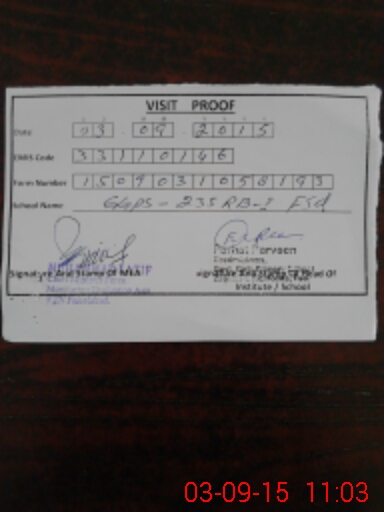 VISIT PROOF
Date 03 09 2015
EMIS Code 33110146
Form Number 1509031058193
School Name GGPS - 235 RB-I FSd
Farhat Parveen
Signature And Stamp Of MEA
Signature And Stamp Of Head Of
Institute / School
03-09-15 11:03